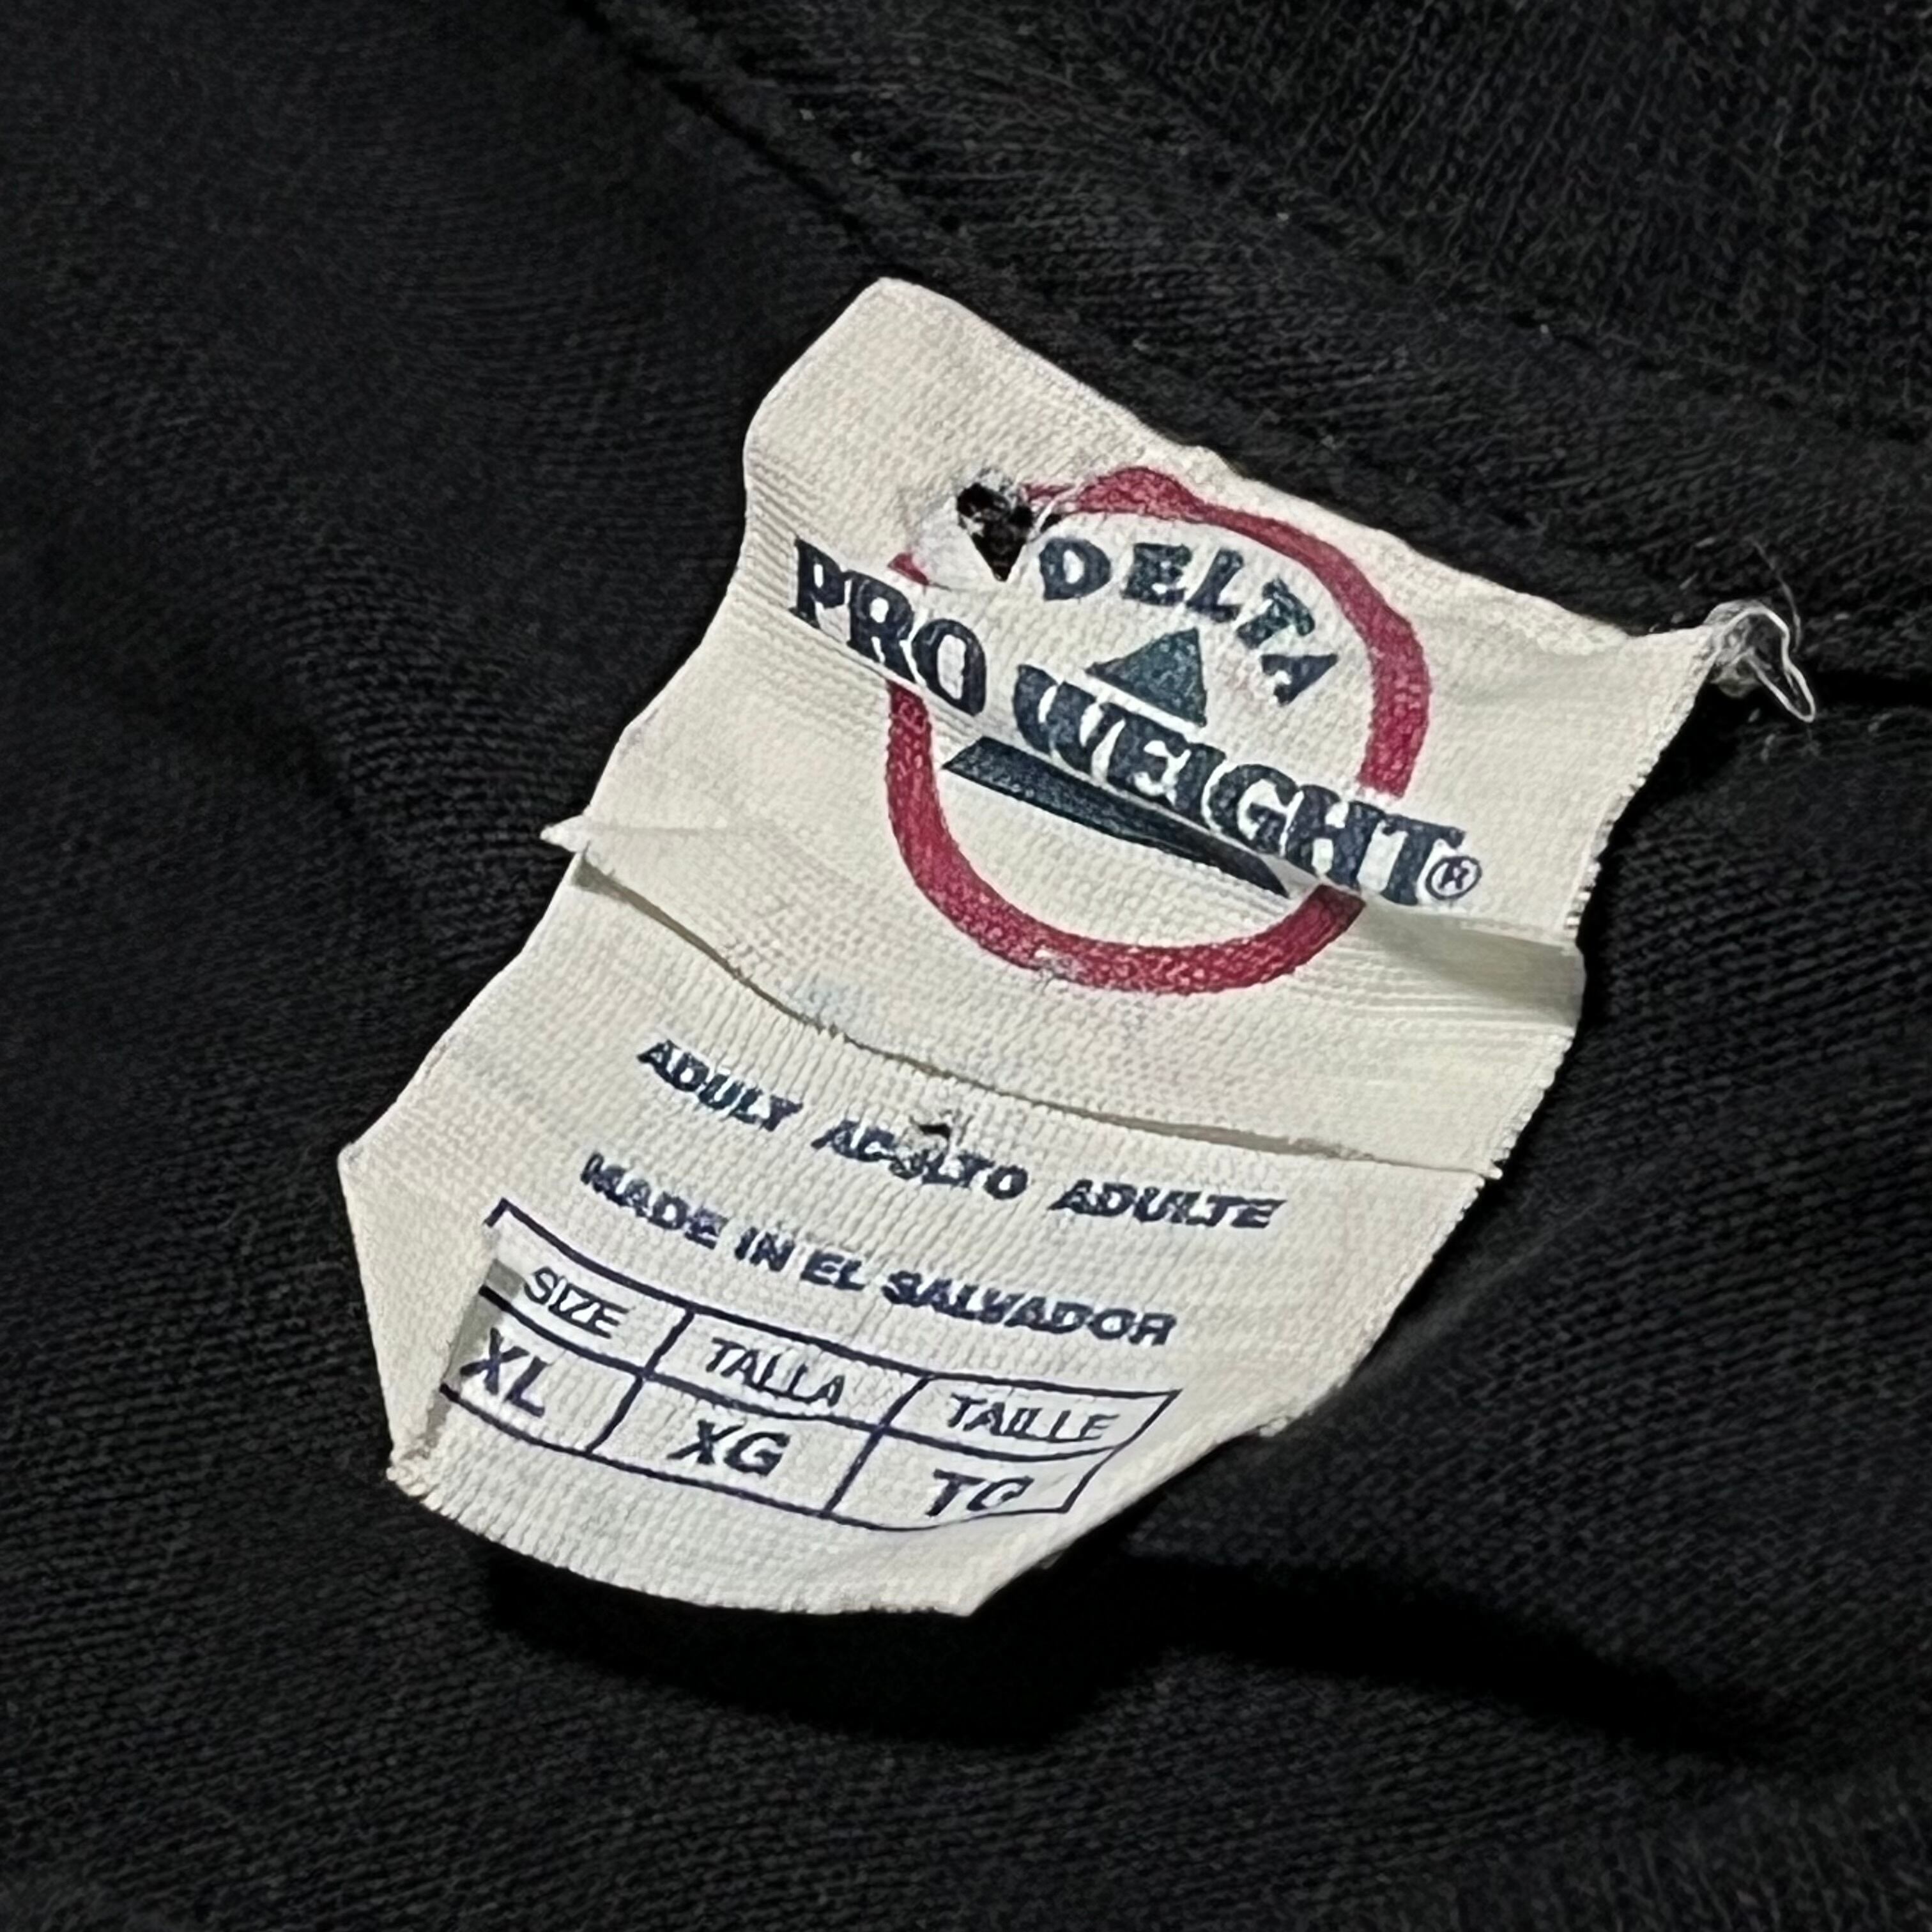 DELTA
PRO WEIGHT®
ADULT ADULTO ADULTE
MADE IN EL SALVADOR
SIZE TALLA TAILLE
XL XG TG